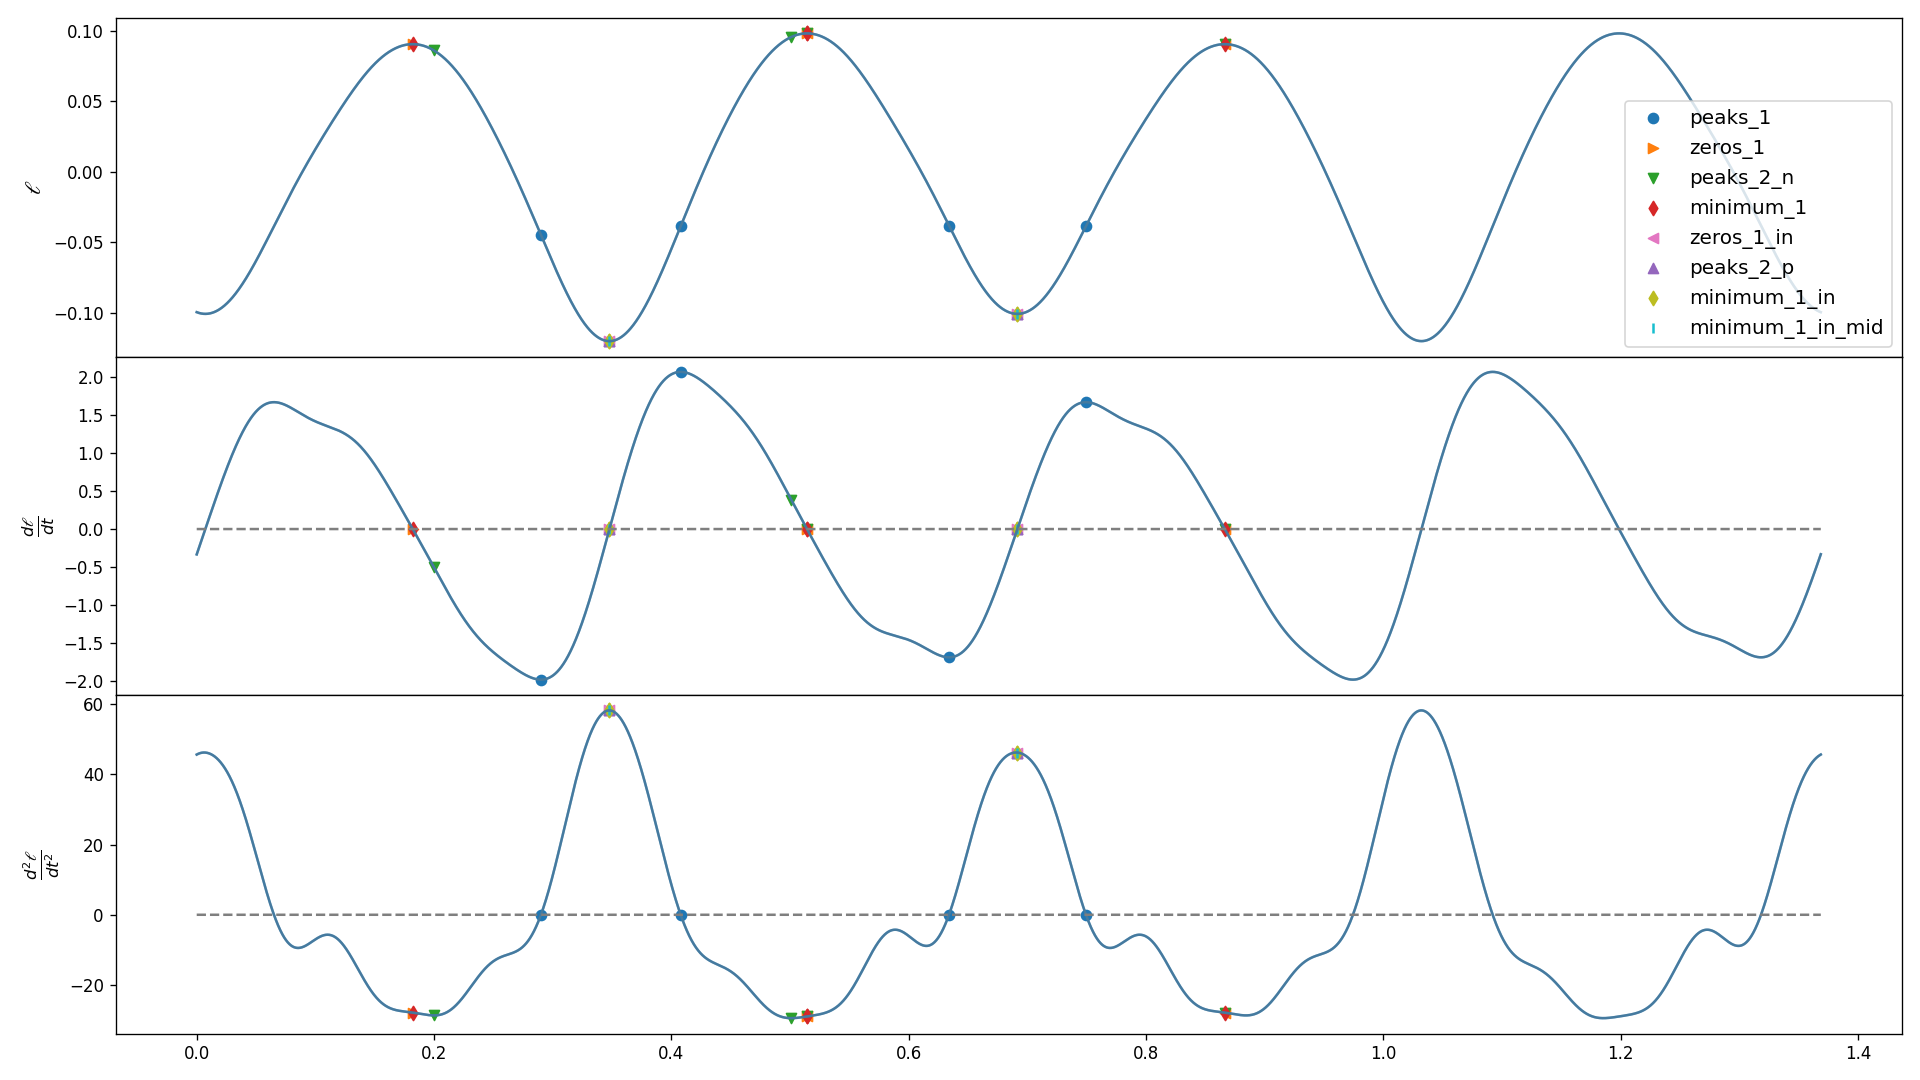 0.10
0.05
0.00
−0.05
−0.10
ℓ
peaks_1
zeros_1
peaks_2_n
minimum_1
zeros_1_in
peaks_2_p
minimum_1_in
minimum_1_in_mid
2.0
1.5
1.0
0.5
0.0
−0.5
−1.0
−1.5
−2.0
dℓ
dt
60
40
20
0
−20
d²ℓ
dt²
0.0 0.2 0.4 0.6 0.8 1.0 1.2 1.4